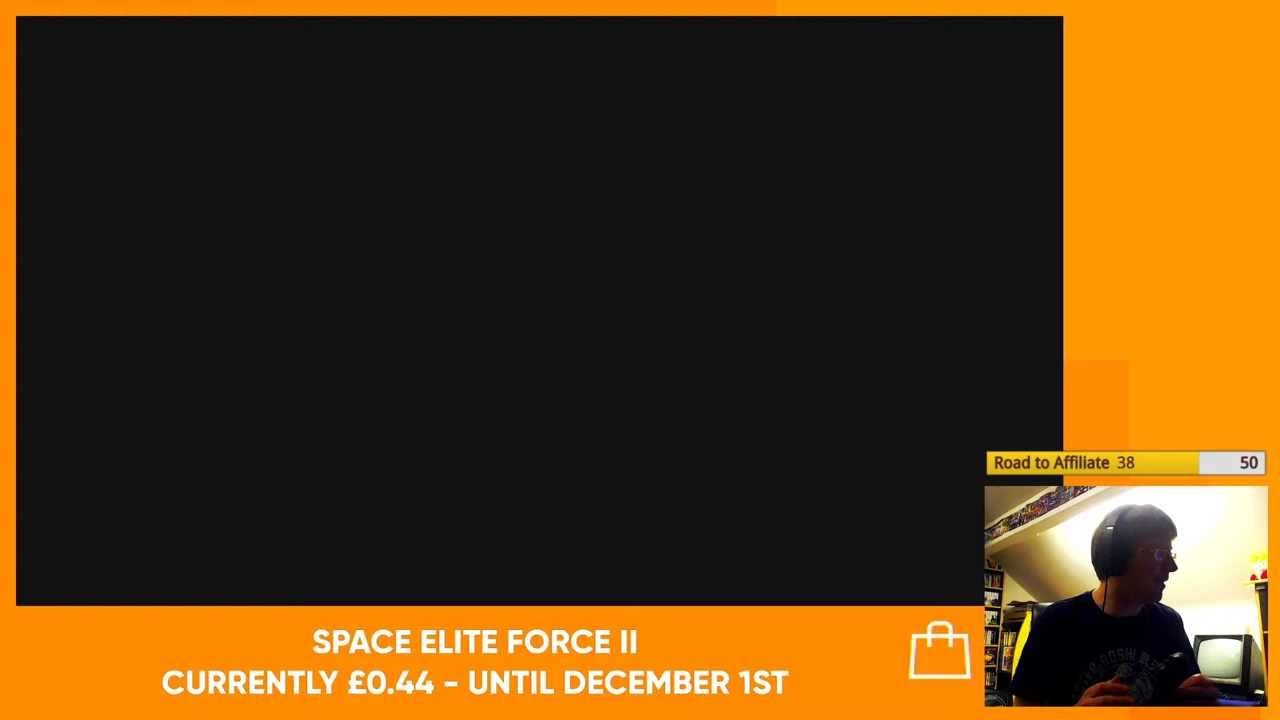 Road to Affiliate 38 50
SPACE ELITE FORCE II
CURRENTLY £0.44 - UNTIL DECEMBER 1ST